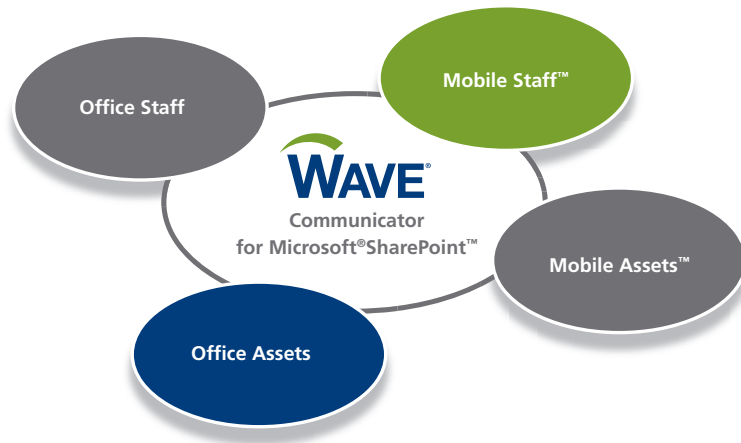 Mobile Staff™
Office Staff
WAVE®
Communicator
for Microsoft®SharePoint™
Mobile Assets™
Office Assets